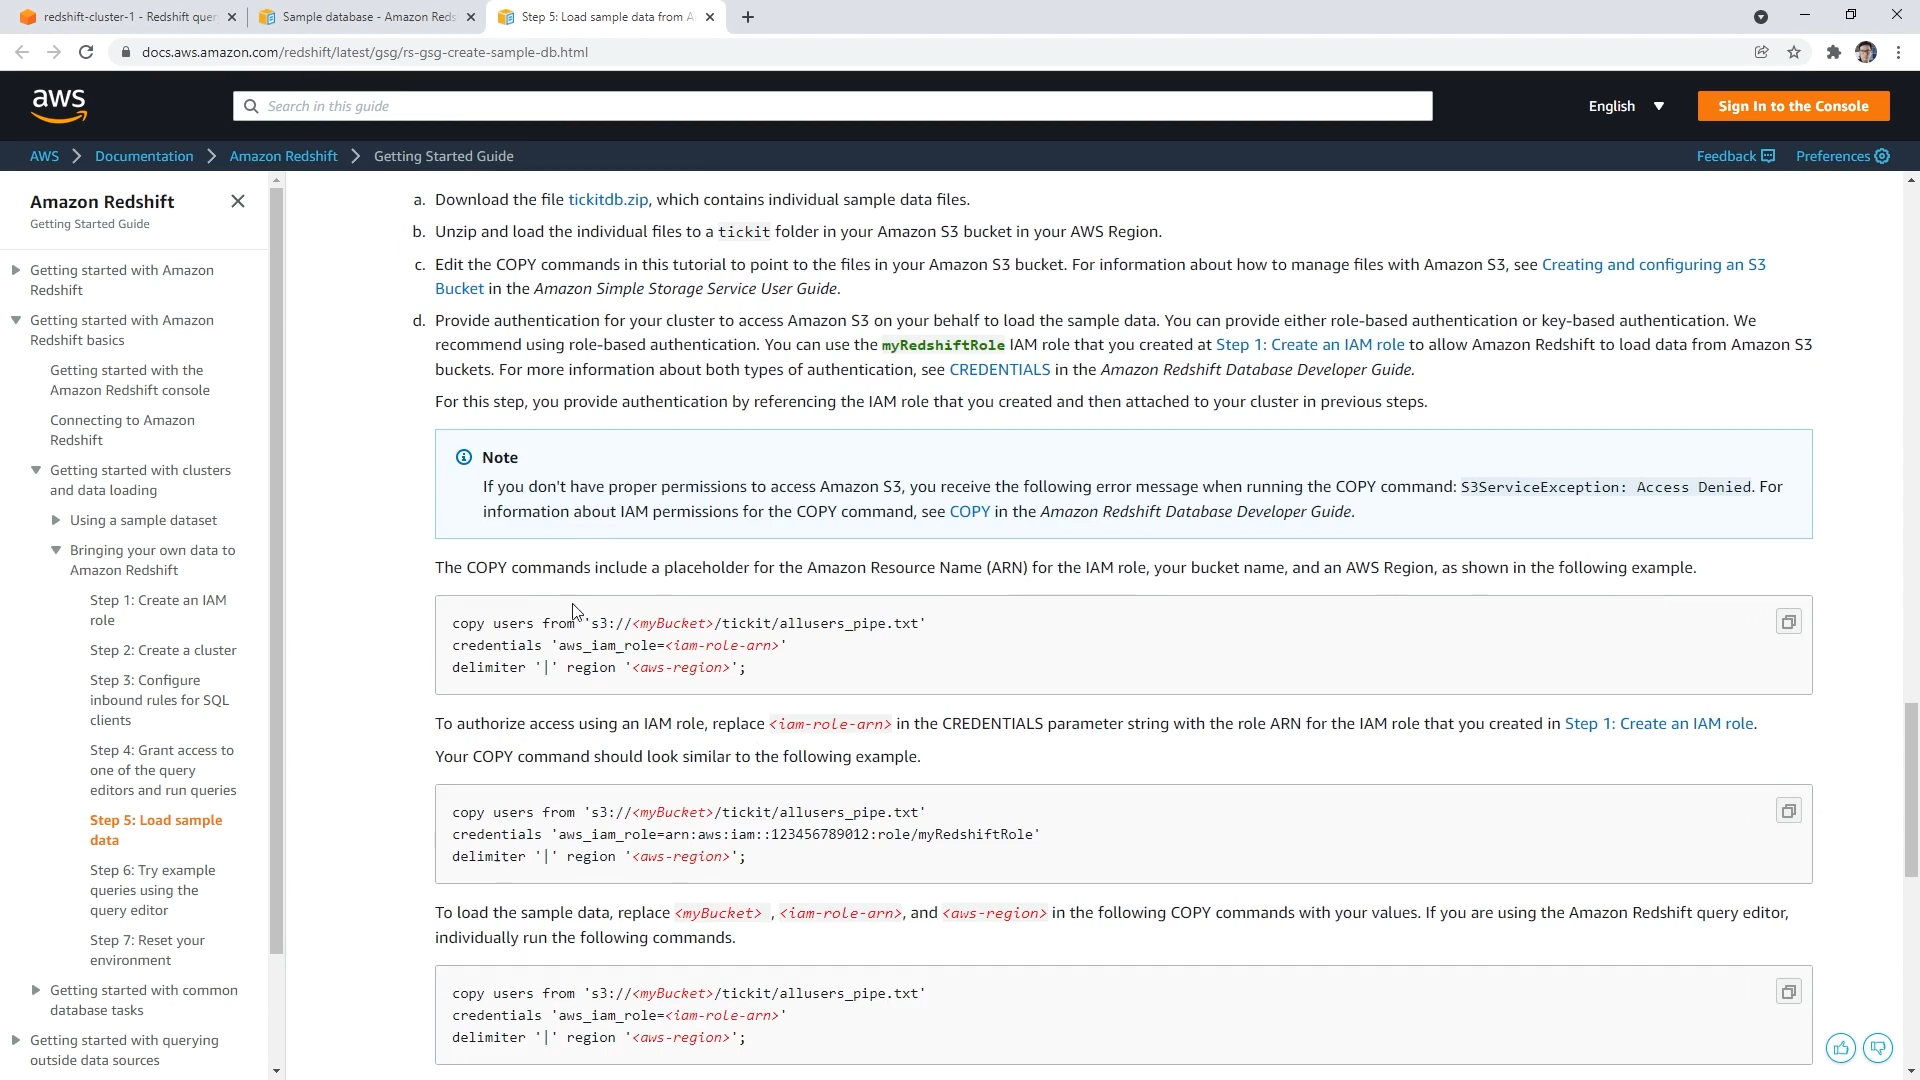 redshift-cluster-1 - Redshift quer
Sample database - Amazon Reds
Step 5: Load sample data from A
docs.aws.amazon.com/redshift/latest/gsg/rs-gsg-create-sample-db.html
aws
Search in this guide
English
Sign In to the Console
AWS
Documentation
Amazon Redshift
Getting Started Guide
Feedback
Preferences
Amazon Redshift
Getting Started Guide
Getting started with Amazon
Redshift
Getting started with Amazon
Redshift basics
Getting started with the
Amazon Redshift console
Connecting to Amazon
Redshift
Getting started with clusters
and data loading
Using a sample dataset
Bringing your own data to
Amazon Redshift
Step 1: Create an IAM
role
Step 2: Create a cluster
Step 3: Configure
inbound rules for SQL
clients
Step 4: Grant access to
one of the query
editors and run queries
Step 5: Load sample
data
Step 6: Try example
queries using the
query editor
Step 7: Reset your
environment
Getting started with common
database tasks
Getting started with querying
outside data sources
a. Download the file tickitdb.zip, which contains individual sample data files.
b. Unzip and load the individual files to a tickit folder in your Amazon S3 bucket in your AWS Region.
c. Edit the COPY commands in this tutorial to point to the files in your Amazon S3 bucket. For information about how to manage files with Amazon S3, see Creating and configuring an S3
Bucket in the Amazon Simple Storage Service User Guide.
d. Provide authentication for your cluster to access Amazon S3 on your behalf to load the sample data. You can provide either role-based authentication or key-based authentication. We
recommend using role-based authentication. You can use the myRedshiftRole IAM role that you created at Step 1: Create an IAM role to allow Amazon Redshift to load data from Amazon S3
buckets. For more information about both types of authentication, see CREDENTIALS in the Amazon Redshift Database Developer Guide.
For this step, you provide authentication by referencing the IAM role that you created and then attached to your cluster in previous steps.
Note
If you don't have proper permissions to access Amazon S3, you receive the following error message when running the COPY command: S3ServiceException: Access Denied. For
information about IAM permissions for the COPY command, see COPY in the Amazon Redshift Database Developer Guide.
The COPY commands include a placeholder for the Amazon Resource Name (ARN) for the IAM role, your bucket name, and an AWS Region, as shown in the following example.
copy users from 's3://<myBucket>/tickit/allusers_pipe.txt'
credentials 'aws_iam_role=<iam-role-arn>'
delimiter '|' region '<aws-region>';
To authorize access using an IAM role, replace <iam-role-arn> in the CREDENTIALS parameter string with the role ARN for the IAM role that you created in Step 1: Create an IAM role.
Your COPY command should look similar to the following example.
copy users from 's3://<myBucket>/tickit/allusers_pipe.txt'
credentials 'aws_iam_role=arn:aws:iam::123456789012:role/myRedshiftRole'
delimiter '|' region '<aws-region>';
To load the sample data, replace <myBucket> , <iam-role-arn>, and <aws-region> in the following COPY commands with your values. If you are using the Amazon Redshift query editor,
individually run the following commands.
copy users from 's3://<myBucket>/tickit/allusers_pipe.txt'
credentials 'aws_iam_role=<iam-role-arn>'
delimiter '|' region '<aws-region>';